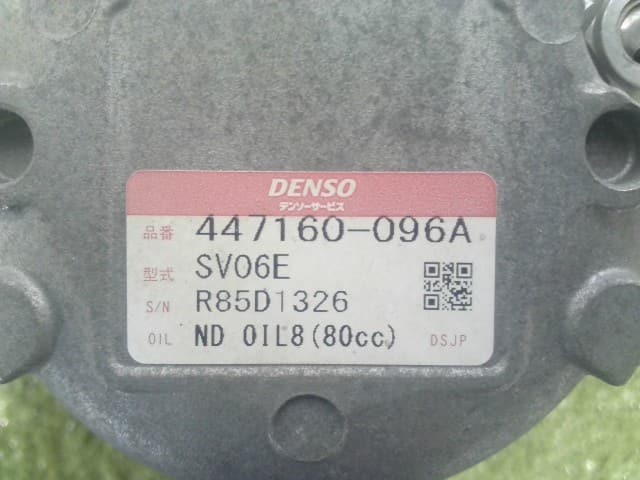 DENSO
デンソーサービス
品番 447160-096A
型式 SV06E
S/N R85D1326
OIL ND OIL8(80cc) DSJP